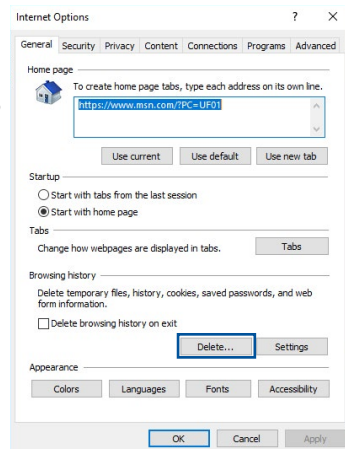 Internet Options ? X
General Security Privacy Content Connections Programs Advanced
Home page
To create home page tabs, type each address on its own line.
https://www.msn.com/?PC=UF01
Use current Use default Use new tab
Startup
Start with tabs from the last session
Start with home page
Tabs
Change how webpages are displayed in tabs. Tabs
Browsing history
Delete temporary files, history, cookies, saved passwords, and web
form information.
Delete browsing history on exit
Delete... Settings
Appearance
Colors Languages Fonts Accessibility
OK Cancel Apply